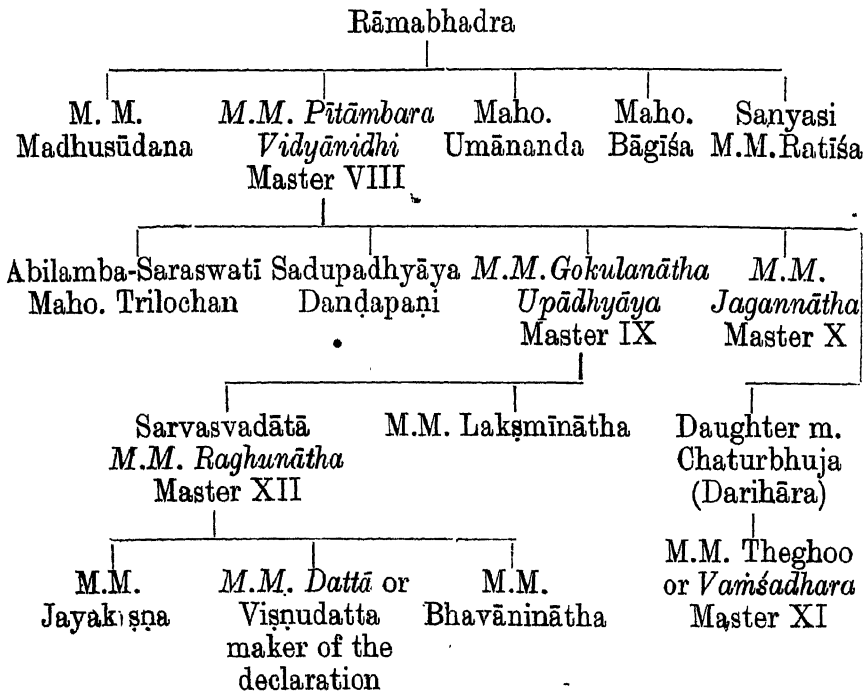 Rāmabhadra
M. M. M.M. Pītāmbara Maho. Maho. Sanyasi
Madhusūdana Vidyānidhi Umānanda Bāgīśa M.M. Ratīśa
Master VIII
Abilamba-Saraswatī Sadupadhyāya M.M. Gokulanātha M.M.
Maho. Trilochan Daṇḍapaṇi Upādhyāya Jagannātha
Master IX Master X
Sarvasvadātā M.M. Lakṣmīnātha Daughter m.
M.M. Raghunātha Chaturbhuja
Master XII (Darihāra)
M.M. M.M. Dattā or M.M. M.M. Theghoo
Jayakṛṣṇa Viṣṇudatta Bhavāninātha or Vaṁśadhara
maker of the Master XI
declaration